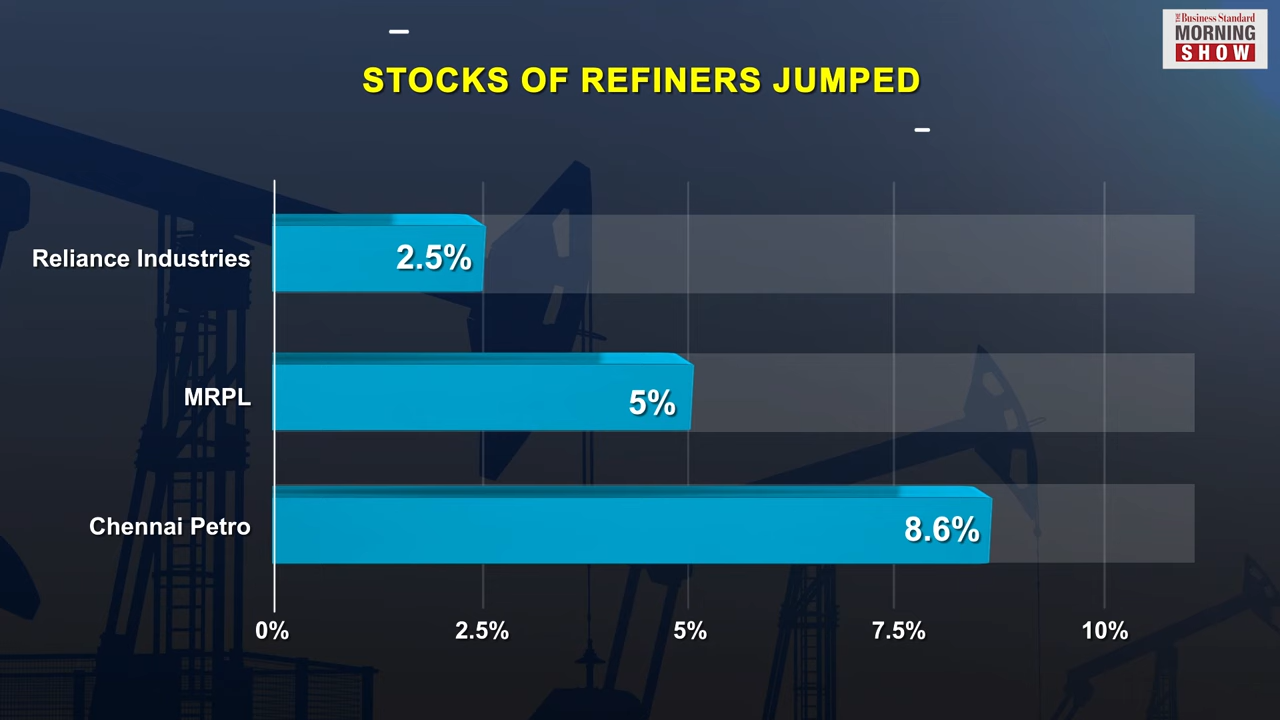 THE Business Standard
MORNING
SHOW
STOCKS OF REFINERS JUMPED
Reliance Industries
2.5%
MRPL
5%
Chennai Petro
8.6%
0% 2.5% 5% 7.5% 10%